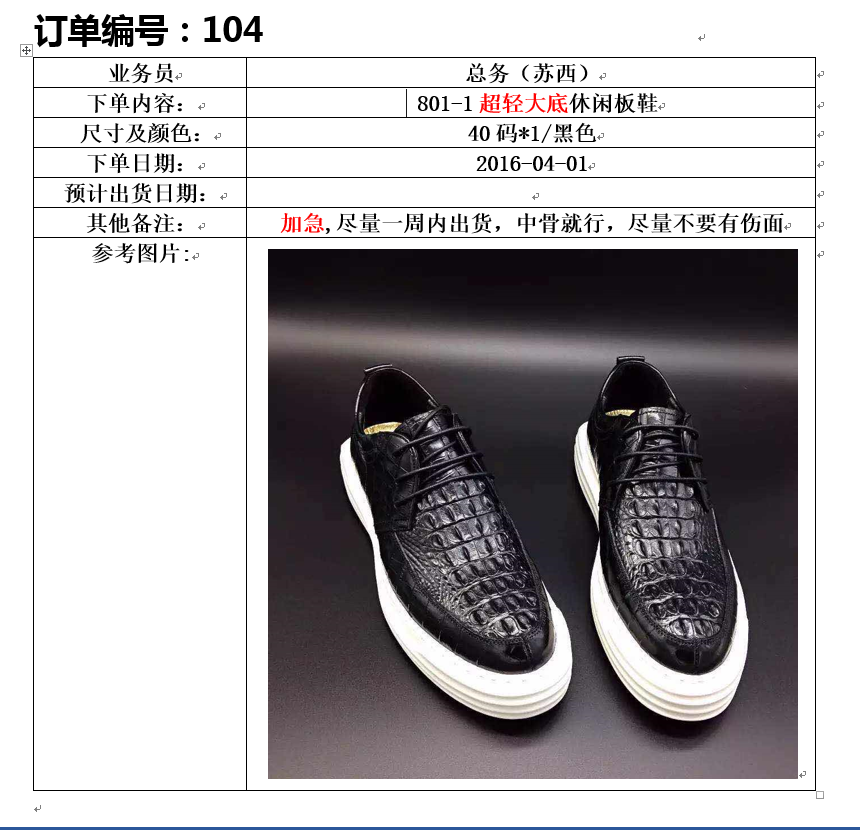 订单编号：104
业务员
总务（苏西）
下单内容：
801-1 超轻大底休闲板鞋
尺寸及颜色：
40 码*1/黑色
下单日期：
2016-04-01
预计出货日期：
其他备注：
加急,尽量一周内出货，中骨就行，尽量不要有伤面
参考图片: